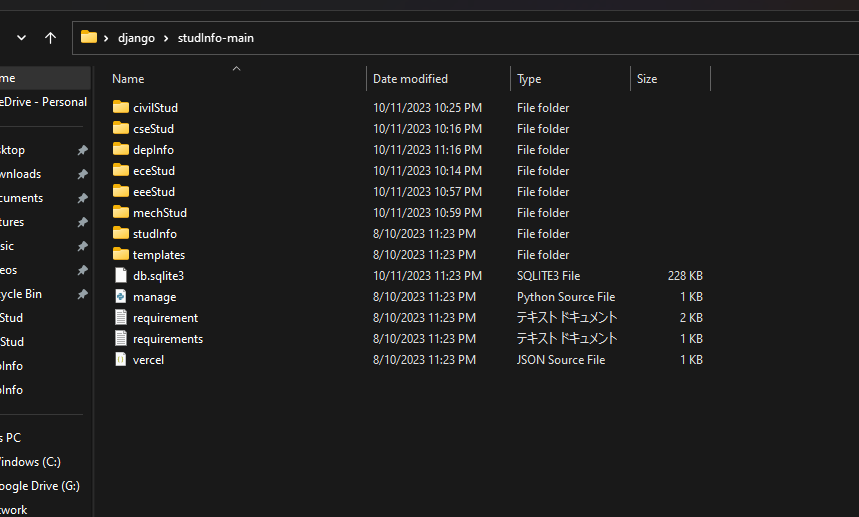 django > studInfo-main
Name Date modified Type Size
me
eDrive - Personal
civilStud 10/11/2023 10:25 PM File folder
cseStud 10/11/2023 10:16 PM File folder
sktop depInfo 10/11/2023 11:16 PM File folder
wnloads eceStud 10/11/2023 10:14 PM File folder
cuments eeeStud 10/11/2023 10:57 PM File folder
tures mechStud 10/11/2023 10:59 PM File folder
sic studInfo 8/10/2023 11:23 PM File folder
eos templates 8/10/2023 11:23 PM File folder
cycle Bin db.sqlite3 10/11/2023 11:23 PM SQLITE3 File 228 KB
manage 8/10/2023 11:23 PM Python Source File 1 KB
Stud requirement 8/10/2023 11:23 PM テキスト ドキュメント 2 KB
Stud requirements 8/10/2023 11:23 PM テキスト ドキュメント 1 KB
pInfo vercel 8/10/2023 11:23 PM JSON Source File 1 KB
pInfo
s PC
Windows (C:)
oogle Drive (G:)
twork